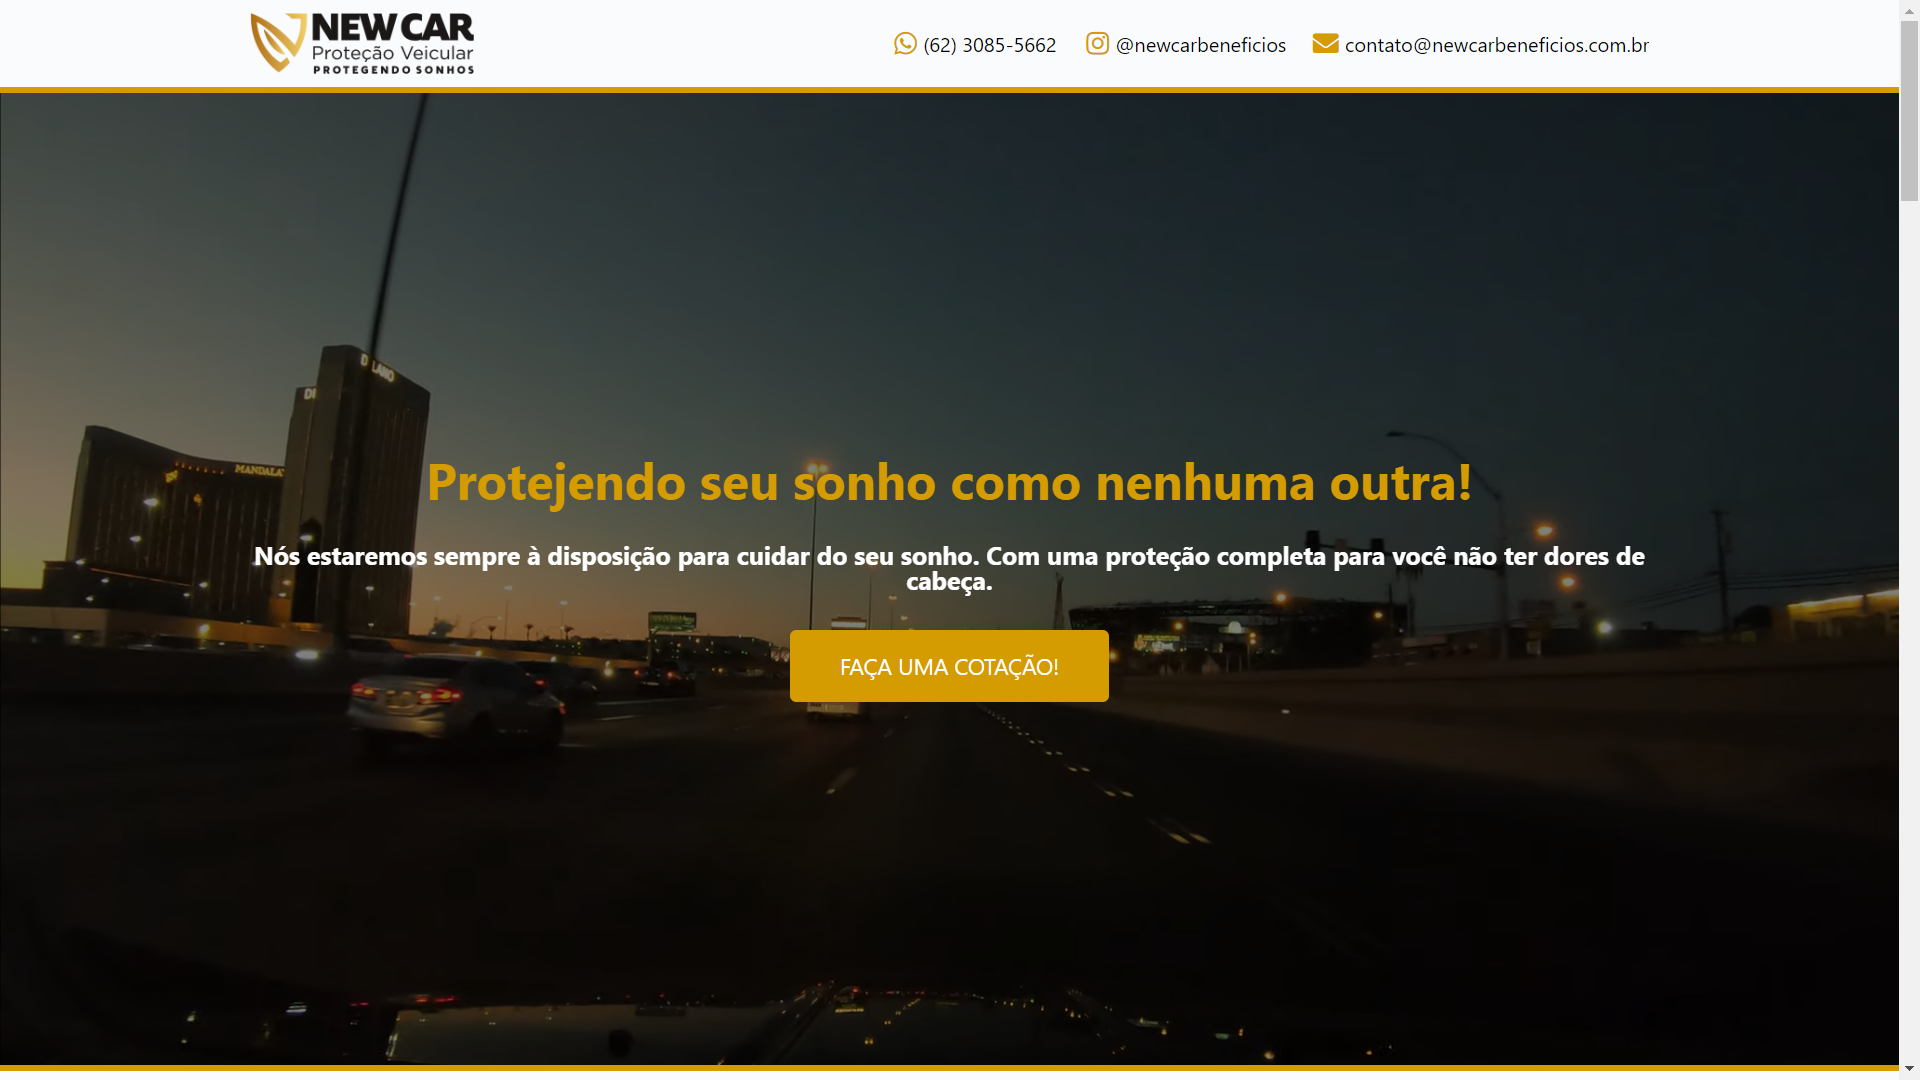 NEW CAR
Proteção Veicular
PROTEGENDO SONHOS
(62) 3085-5662
@newcarbeneficios
contato@newcarbeneficios.com.br
DELANO
MANDALA
Protejendo seu sonho como nenhuma outra!
Nós estaremos sempre à disposição para cuidar do seu sonho. Com uma proteção completa para você não ter dores de
cabeça.
FAÇA UMA COTAÇÃO!